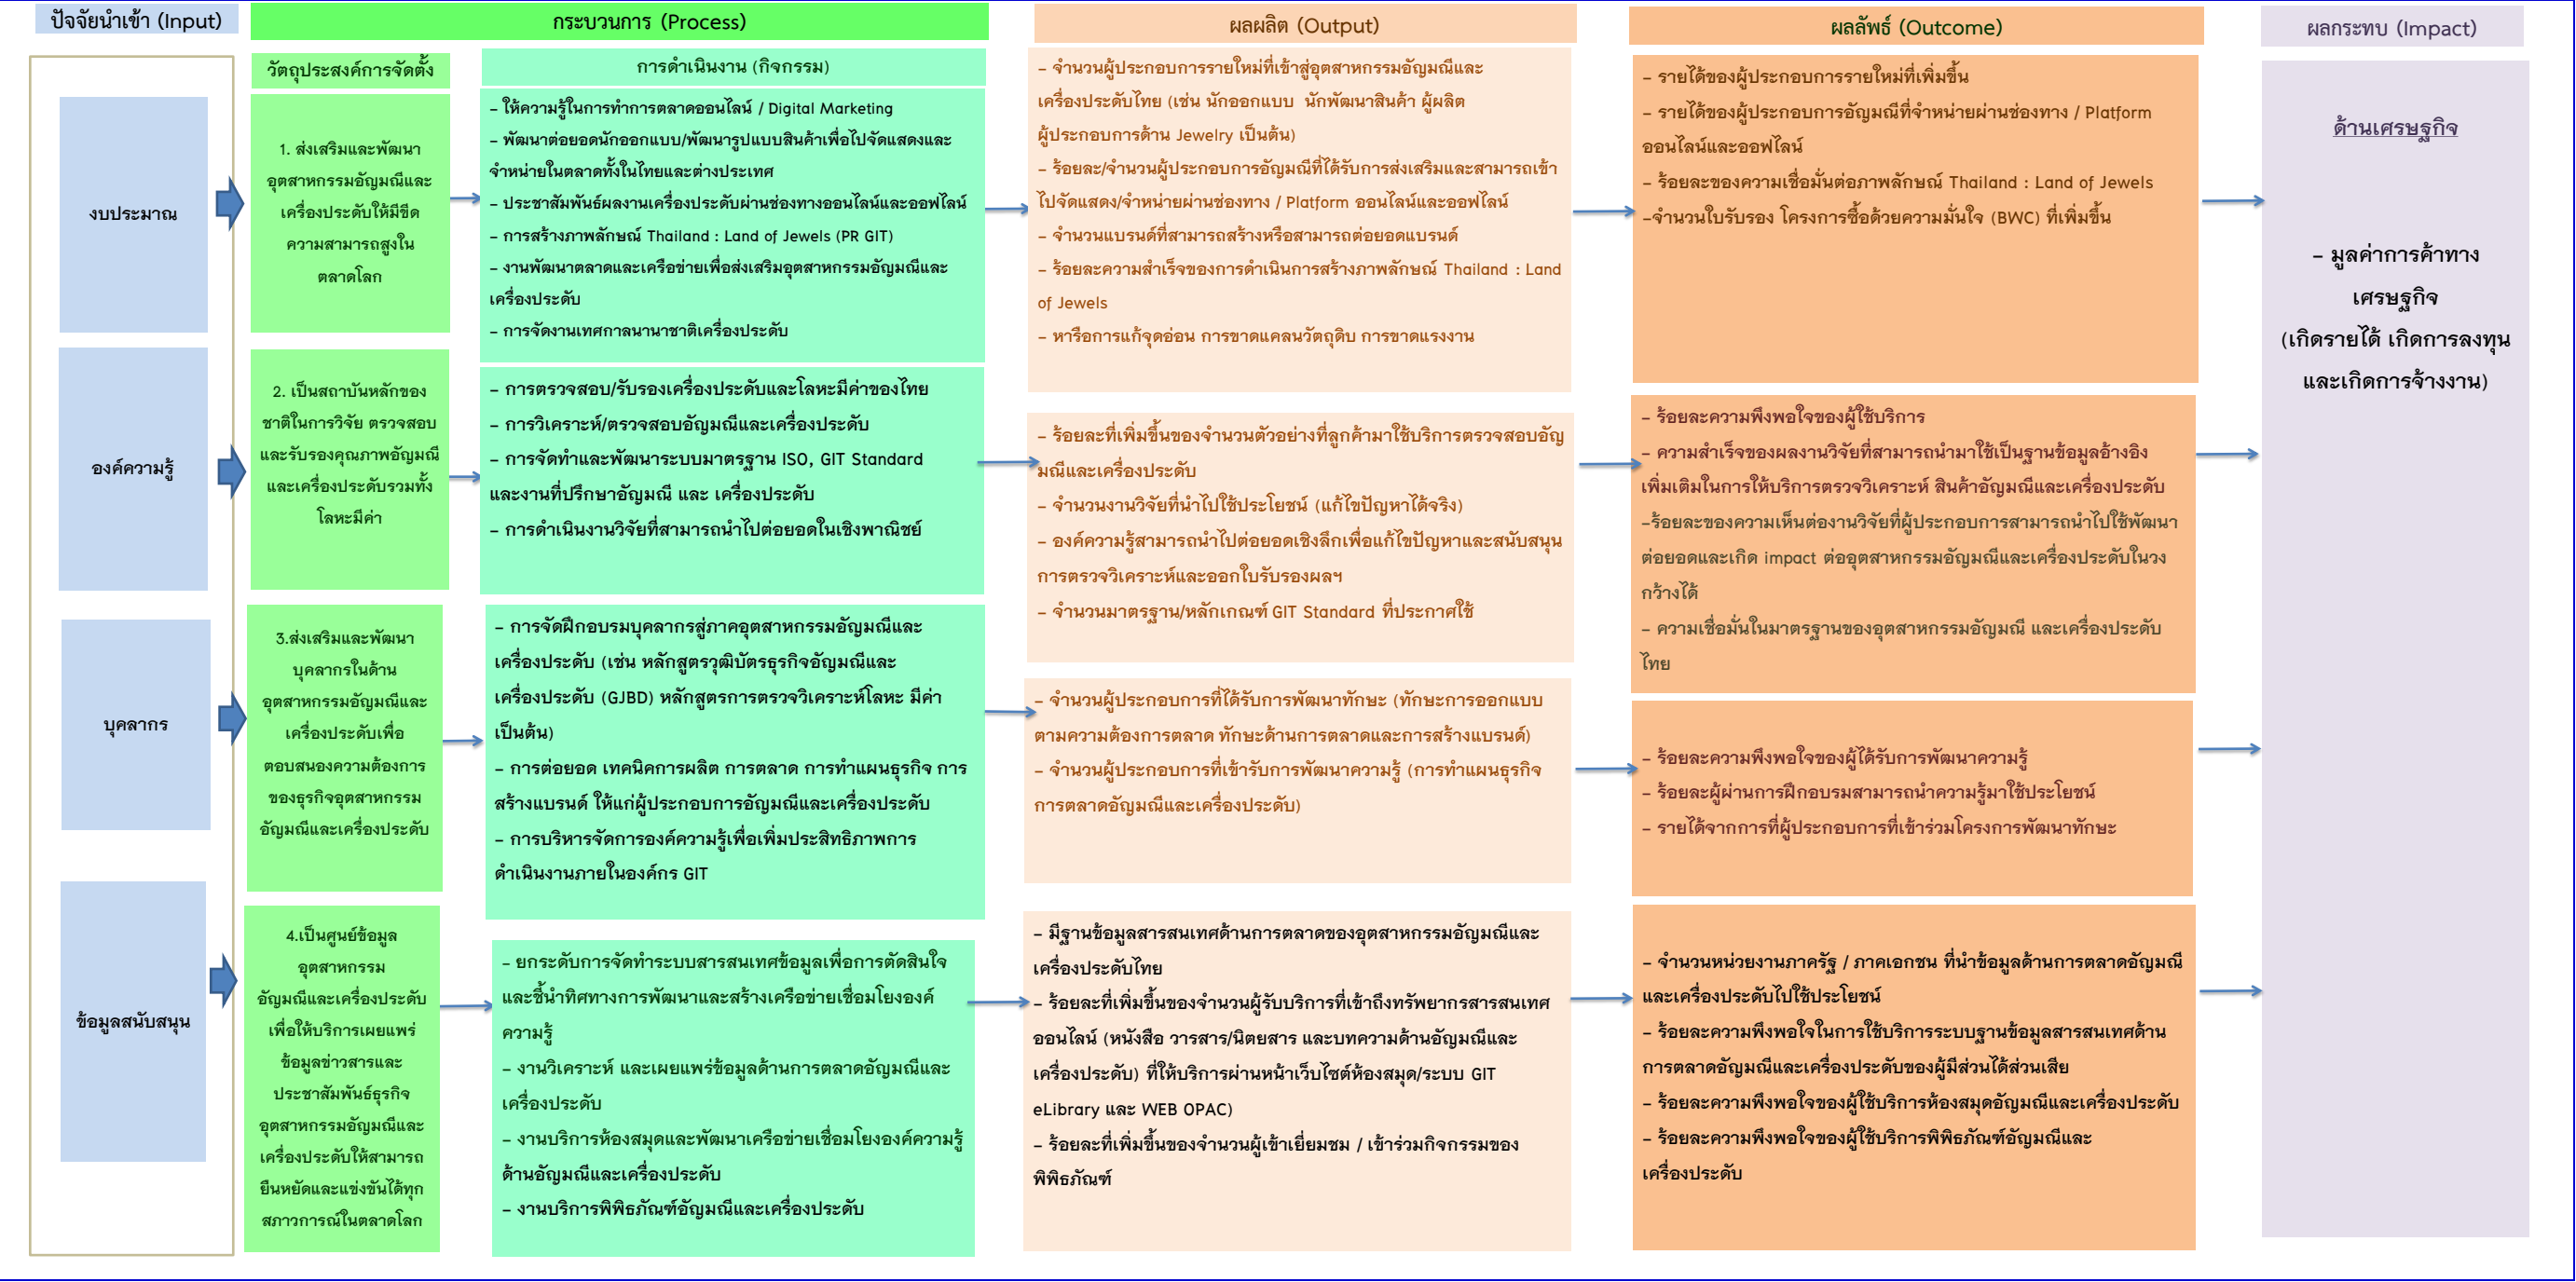 ปัจจัยนำเข้า (Input)
กระบวนการ (Process)
ผลผลิต (Output)
ผลลัพธ์ (Outcome)
ผลกระทบ (Impact)
งบประมาณ
องค์ความรู้
บุคลากร
ข้อมูลสนับสนุน
วัตถุประสงค์การจัดตั้ง
1. ส่งเสริมและพัฒนา
อุตสาหกรรมอัญมณีและ
เครื่องประดับให้มีขีด
ความสามารถสูงใน
ตลาดโลก
2. เป็นสถาบันหลักของ
ชาติในการวิจัย ตรวจสอบ
และรับรองคุณภาพอัญมณี
และเครื่องประดับรวมทั้ง
โลหะมีค่า
3.ส่งเสริมและพัฒนา
บุคลากรในด้าน
อุตสาหกรรมอัญมณีและ
เครื่องประดับเพื่อ
ตอบสนองความต้องการ
ของธุรกิจอุตสาหกรรม
อัญมณีและเครื่องประดับ
4.เป็นศูนย์ข้อมูล
อุตสาหกรรม
อัญมณีและเครื่องประดับ
เพื่อให้บริการเผยแพร่
ข้อมูลข่าวสารและ
ประชาสัมพันธ์ธุรกิจ
อุตสาหกรรมอัญมณีและ
เครื่องประดับให้สามารถ
ยืนหยัดและแข่งขันได้ทุก
สภาวการณ์ในตลาดโลก
การดำเนินงาน (กิจกรรม)
- ให้ความรู้ในการทำการตลาดออนไลน์ / Digital Marketing
- พัฒนาต่อยอดนักออกแบบ/พัฒนารูปแบบสินค้าเพื่อไปจัดแสดงและ
จำหน่ายในตลาดทั้งในไทยและต่างประเทศ
- ประชาสัมพันธ์ผลงานเครื่องประดับผ่านช่องทางออนไลน์และออฟไลน์
- การสร้างภาพลักษณ์ Thailand : Land of Jewels (PR GIT)
- งานพัฒนาตลาดและเครือข่ายเพื่อส่งเสริมอุตสาหกรรมอัญมณีและ
เครื่องประดับ
- การจัดงานเทศกาลนานาชาติเครื่องประดับ
- การตรวจสอบ/รับรองเครื่องประดับและโลหะมีค่าของไทย
- การวิเคราะห์/ตรวจสอบอัญมณีและเครื่องประดับ
- การจัดทำและพัฒนาระบบมาตรฐาน ISO, GIT Standard
และงานที่ปรึกษาอัญมณี และ เครื่องประดับ
- การดำเนินงานวิจัยที่สามารถนำไปต่อยอดในเชิงพาณิชย์
- การจัดฝึกอบรมบุคลากรสู่ภาคอุตสาหกรรมอัญมณีและ
เครื่องประดับ (เช่น หลักสูตรวุฒิบัตรธุรกิจอัญมณีและ
เครื่องประดับ (GJBD) หลักสูตรการตรวจวิเคราะห์โลหะ มีค่า
เป็นต้น)
- การต่อยอด เทคนิคการผลิต การตลาด การทำแผนธุรกิจ การ
สร้างแบรนด์ ให้แก่ผู้ประกอบการอัญมณีและเครื่องประดับ
- การบริหารจัดการองค์ความรู้เพื่อเพิ่มประสิทธิภาพการ
ดำเนินงานภายในองค์กร GIT
- ยกระดับการจัดทำระบบสารสนเทศข้อมูลเพื่อการตัดสินใจ
และชี้นำทิศทางการพัฒนาและสร้างเครือข่ายเชื่อมโยงองค์
ความรู้
- งานวิเคราะห์ และเผยแพร่ข้อมูลด้านการตลาดอัญมณีและ
เครื่องประดับ
- งานบริการห้องสมุดและพัฒนาเครือข่ายเชื่อมโยงองค์ความรู้
ด้านอัญมณีและเครื่องประดับ
- งานบริการพิพิธภัณฑ์อัญมณีและเครื่องประดับ
- จำนวนผู้ประกอบการรายใหม่ที่เข้าสู่อุตสาหกรรมอัญมณีและ
เครื่องประดับไทย (เช่น นักออกแบบ นักพัฒนาสินค้า ผู้ผลิต
ผู้ประกอบการด้าน Jewelry เป็นต้น)
- ร้อยละ/จำนวนผู้ประกอบการอัญมณีที่ได้รับการส่งเสริมและสามารถเข้า
ไปจัดแสดง/จำหน่ายผ่านช่องทาง / Platform ออนไลน์และออฟไลน์
- จำนวนแบรนด์ที่สามารถสร้างหรือสามารถต่อยอดแบรนด์
- ร้อยละความสำเร็จของการดำเนินการสร้างภาพลักษณ์ Thailand : Land
of Jewels
- หารือการแก้จุดอ่อน การขาดแคลนวัตถุดิบ การขาดแรงงาน
- ร้อยละที่เพิ่มขึ้นของจำนวนตัวอย่างที่ลูกค้ามาใช้บริการตรวจสอบอัญ
มณีและเครื่องประดับ
- จำนวนงานวิจัยที่นำไปใช้ประโยชน์ (แก้ไขปัญหาได้จริง)
- องค์ความรู้สามารถนำไปต่อยอดเชิงลึกเพื่อแก้ไขปัญหาและสนับสนุน
การตรวจวิเคราะห์และออกใบรับรองผลฯ
- จำนวนมาตรฐาน/หลักเกณฑ์ GIT Standard ที่ประกาศใช้
- จำนวนผู้ประกอบการที่ได้รับการพัฒนาทักษะ (ทักษะการออกแบบ
ตามความต้องการตลาด ทักษะด้านการตลาดและการสร้างแบรนด์)
- จำนวนผู้ประกอบการที่เข้ารับการพัฒนาความรู้ (การทำแผนธุรกิจ
การตลาดอัญมณีและเครื่องประดับ)
- มีฐานข้อมูลสารสนเทศด้านการตลาดของอุตสาหกรรมอัญมณีและ
เครื่องประดับไทย
- ร้อยละที่เพิ่มขึ้นของจำนวนผู้รับบริการที่เข้าถึงทรัพยากรสารสนเทศ
ออนไลน์ (หนังสือ วารสาร/นิตยสาร และบทความด้านอัญมณีและ
เครื่องประดับ) ที่ให้บริการผ่านหน้าเว็บไซต์ห้องสมุด/ระบบ GIT
eLibrary และ WEB OPAC)
- ร้อยละที่เพิ่มขึ้นของจำนวนผู้เข้าเยี่ยมชม / เข้าร่วมกิจกรรมของ
พิพิธภัณฑ์
- รายได้ของผู้ประกอบการรายใหม่ที่เพิ่มขึ้น
- รายได้ของผู้ประกอบการอัญมณีที่จำหน่ายผ่านช่องทาง / Platform
ออนไลน์และออฟไลน์
- ร้อยละของความเชื่อมั่นต่อภาพลักษณ์ Thailand : Land of Jewels
-จำนวนใบรับรอง โครงการซื้อด้วยความมั่นใจ (BWC) ที่เพิ่มขึ้น
- ร้อยละความพึงพอใจของผู้ใช้บริการ
- ความสำเร็จของผลงานวิจัยที่สามารถนำมาใช้เป็นฐานข้อมูลอ้างอิง
เพิ่มเติมในการให้บริการตรวจวิเคราะห์ สินค้าอัญมณีและเครื่องประดับ
-ร้อยละของความเห็นต่องานวิจัยที่ผู้ประกอบการสามารถนำไปใช้พัฒนา
ต่อยอดและเกิด impact ต่ออุตสาหกรรมอัญมณีและเครื่องประดับในวง
กว้างได้
- ความเชื่อมั่นในมาตรฐานของอุตสาหกรรมอัญมณี และเครื่องประดับ
ไทย
- ร้อยละความพึงพอใจของผู้ได้รับการพัฒนาความรู้
- ร้อยละผู้ผ่านการฝึกอบรมสามารถนำความรู้มาใช้ประโยชน์
- รายได้จากการที่ผู้ประกอบการที่เข้าร่วมโครงการพัฒนาทักษะ
- จำนวนหน่วยงานภาครัฐ / ภาคเอกชน ที่นำข้อมูลด้านการตลาดอัญมณี
และเครื่องประดับไปใช้ประโยชน์
- ร้อยละความพึงพอใจในการใช้บริการระบบฐานข้อมูลสารสนเทศด้าน
การตลาดอัญมณีและเครื่องประดับของผู้มีส่วนได้ส่วนเสีย
- ร้อยละความพึงพอใจของผู้ใช้บริการห้องสมุดอัญมณีและเครื่องประดับ
- ร้อยละความพึงพอใจของผู้ใช้บริการพิพิธภัณฑ์อัญมณีและ
เครื่องประดับ
ด้านเศรษฐกิจ
- มูลค่าการค้าทาง
เศรษฐกิจ
(เกิดรายได้ เกิดการลงทุน
และเกิดการจ้างงาน)